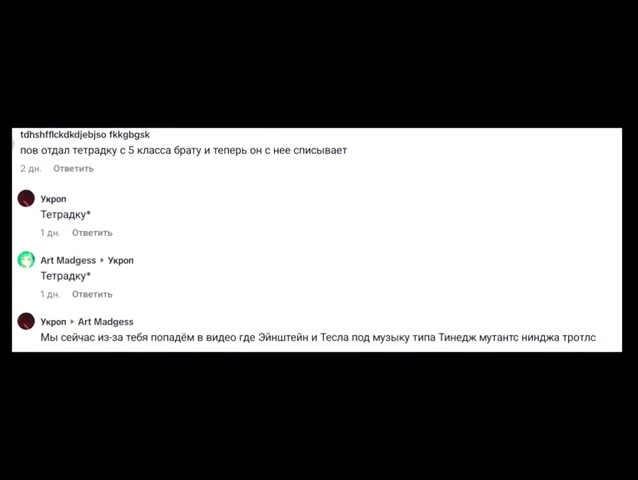 tdhshfflckdkdjebjso fkkgbgsk
пов отдал тетрадку с 5 класса брату и теперь он с нее списывает
2 дн. Ответить
Укроп
Тетрадку*
1 дн. Ответить
Art Madgess ▸ Укроп
Тетрадку*
1 дн. Ответить
Укроп ▸ Art Madgess
Мы сейчас из-за тебя попадём в видео где Эйнштейн и Тесла под музыку типа Тинедж мутантс нинджа тротлс